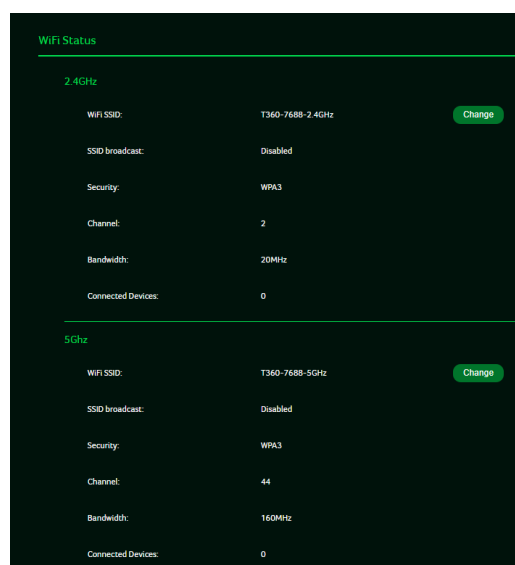 WiFi Status
2.4GHz
WiFi SSID: T360-7688-2.4GHz Change
SSID broadcast: Disabled
Security: WPA3
Channel: 2
Bandwidth: 20MHz
Connected Devices: 0
5Ghz
WiFi SSID: T360-7688-5GHz Change
SSID broadcast: Disabled
Security: WPA3
Channel: 44
Bandwidth: 160MHz
Connected Devices: 0